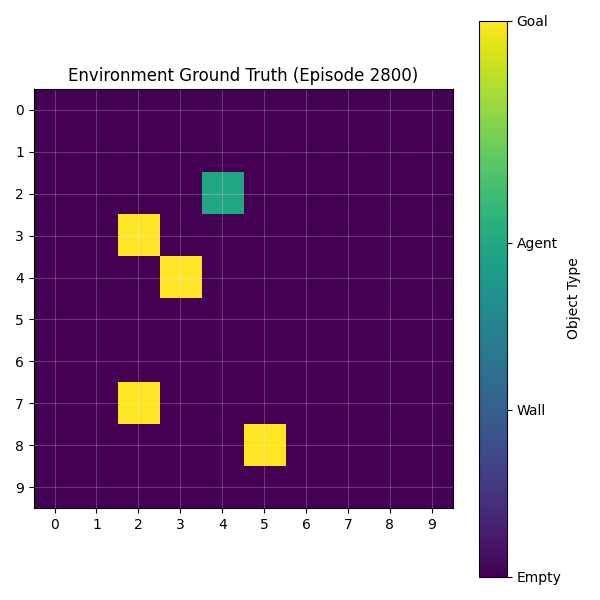 Environment Ground Truth (Episode 2800)
0
1
2
3
4
5
6
7
8
9
0 1 2 3 4 5 6 7 8 9
Goal
Agent
Wall
Empty
Object Type